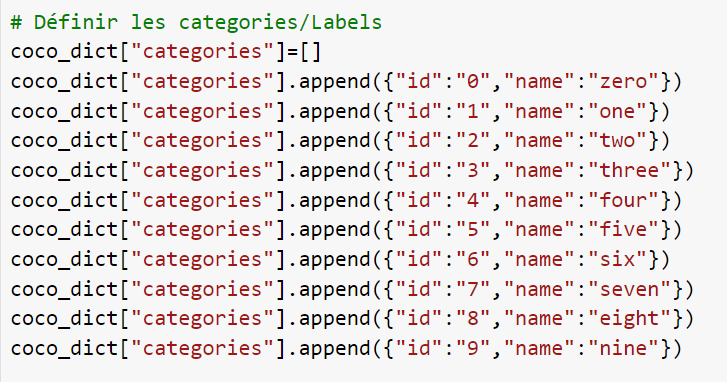 # Définir les categories/Labels
coco_dict["categories"]=[]
coco_dict["categories"].append({"id":"0","name":"zero"})
coco_dict["categories"].append({"id":"1","name":"one"})
coco_dict["categories"].append({"id":"2","name":"two"})
coco_dict["categories"].append({"id":"3","name":"three"})
coco_dict["categories"].append({"id":"4","name":"four"})
coco_dict["categories"].append({"id":"5","name":"five"})
coco_dict["categories"].append({"id":"6","name":"six"})
coco_dict["categories"].append({"id":"7","name":"seven"})
coco_dict["categories"].append({"id":"8","name":"eight"})
coco_dict["categories"].append({"id":"9","name":"nine"})